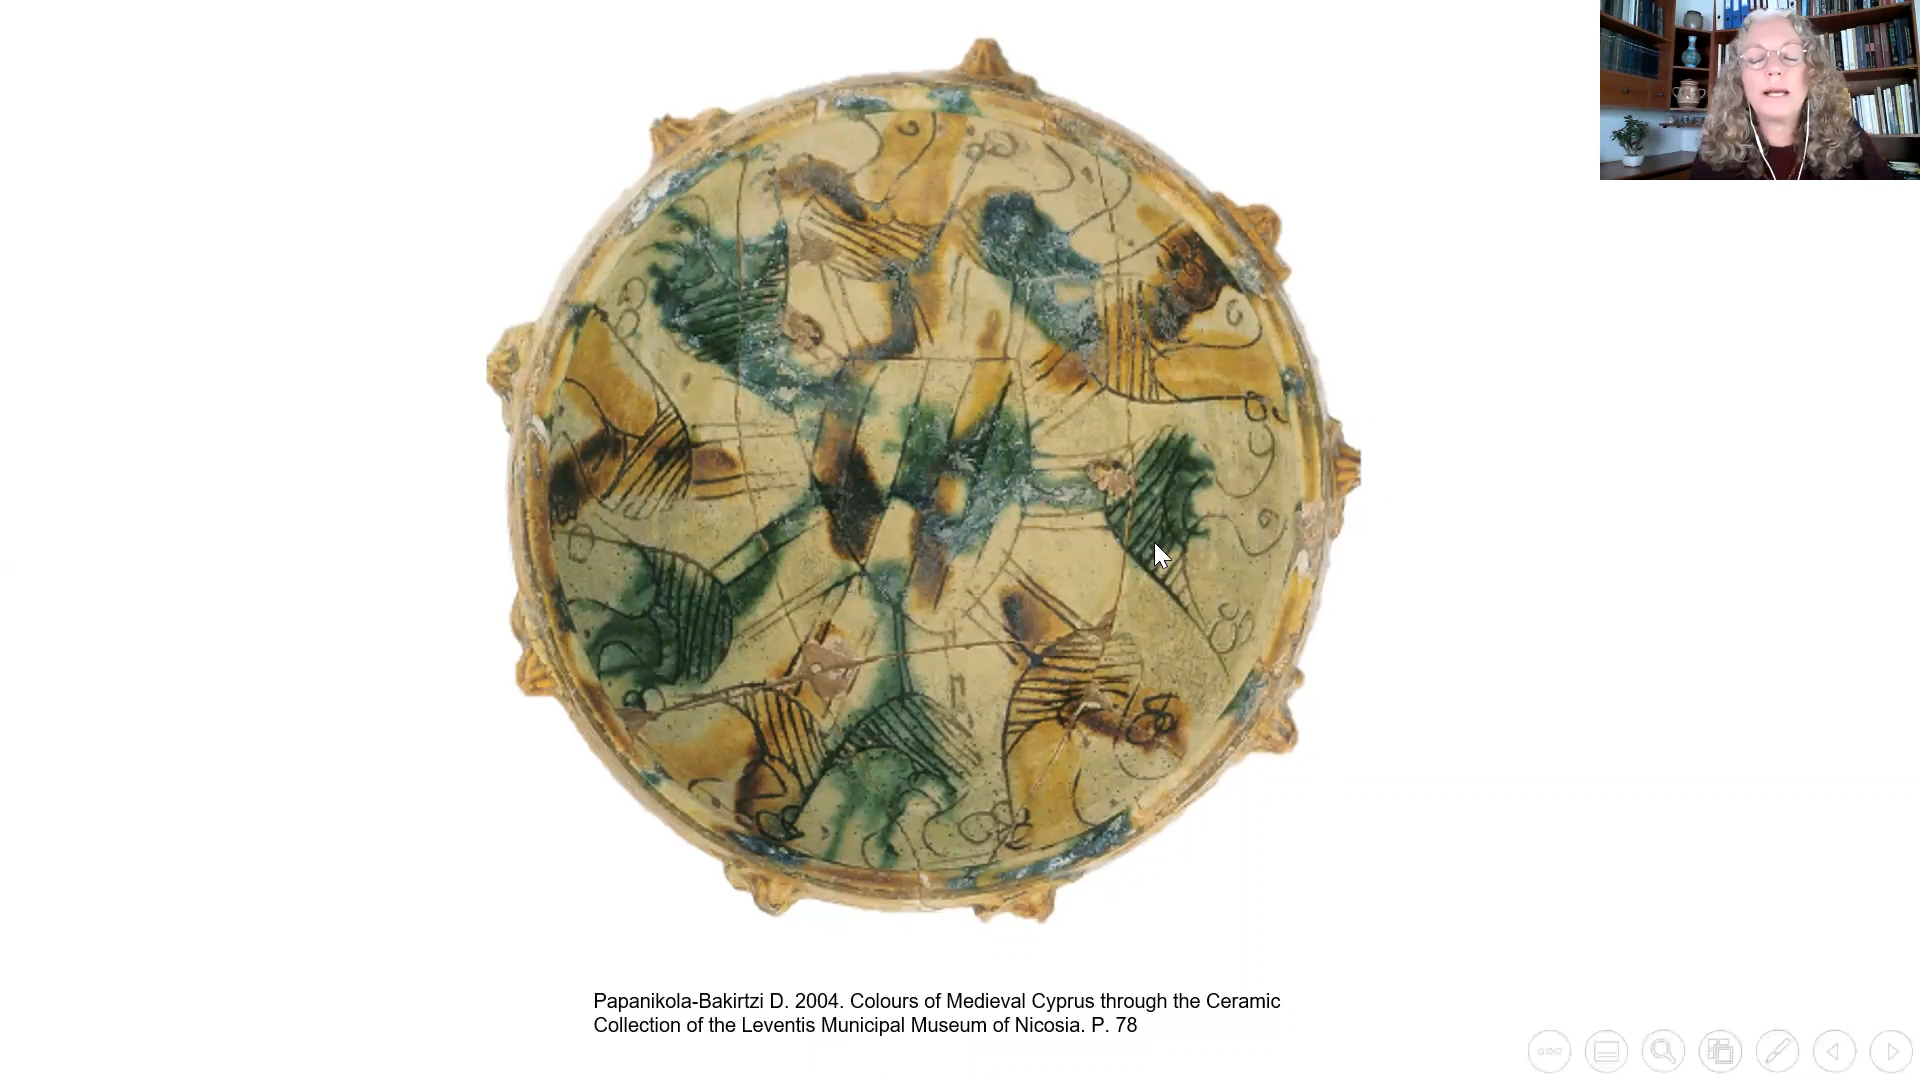 Papanikola-Bakirtzi D. 2004. Colours of Medieval Cyprus through the Ceramic
Collection of the Leventis Municipal Museum of Nicosia. P. 78